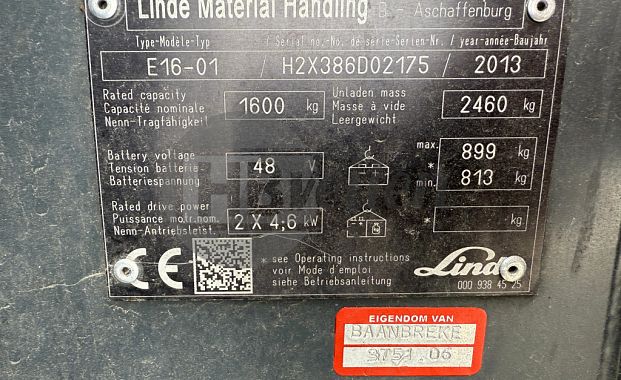 Linde Material Handling
B - Aschaffenburg
Type-Modèle-Typ / Serial no.-No. de série-Serien-Nr. / year-année-Baujahr
E16-01 / H2X386D02175 / 2013
Rated capacity
Capacité nominale
Nenn-Tragfähigkeit
1600 kg
Unladen mass
Masse à vide
Leergewicht
2460 kg
Battery voltage
Tension batterie
Batteriespannung
48 V
max. 899 kg
*
min. 813 kg
Rated drive power
Puissance motr.nom.
Nenn-Antriebsleist.
2 X 4,6 kW
* kg
CE
* see Operating instructions
voir Mode d'emploi
siehe Betriebsanleitung
Linde
000 938 45 25
EIGENDOM VAN
BAANBREKE
9T51.06